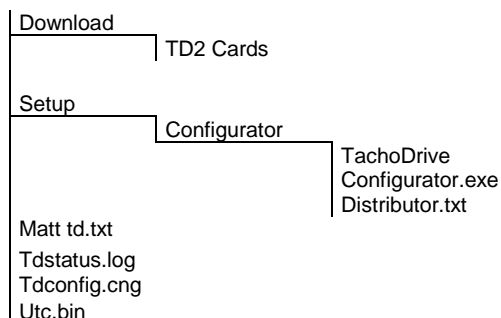 Download
TD2 Cards
Setup
Configurator
TachoDrive
Configurator.exe
Distributor.txt
Matt td.txt
Tdstatus.log
Tdconfig.cng
Utc.bin